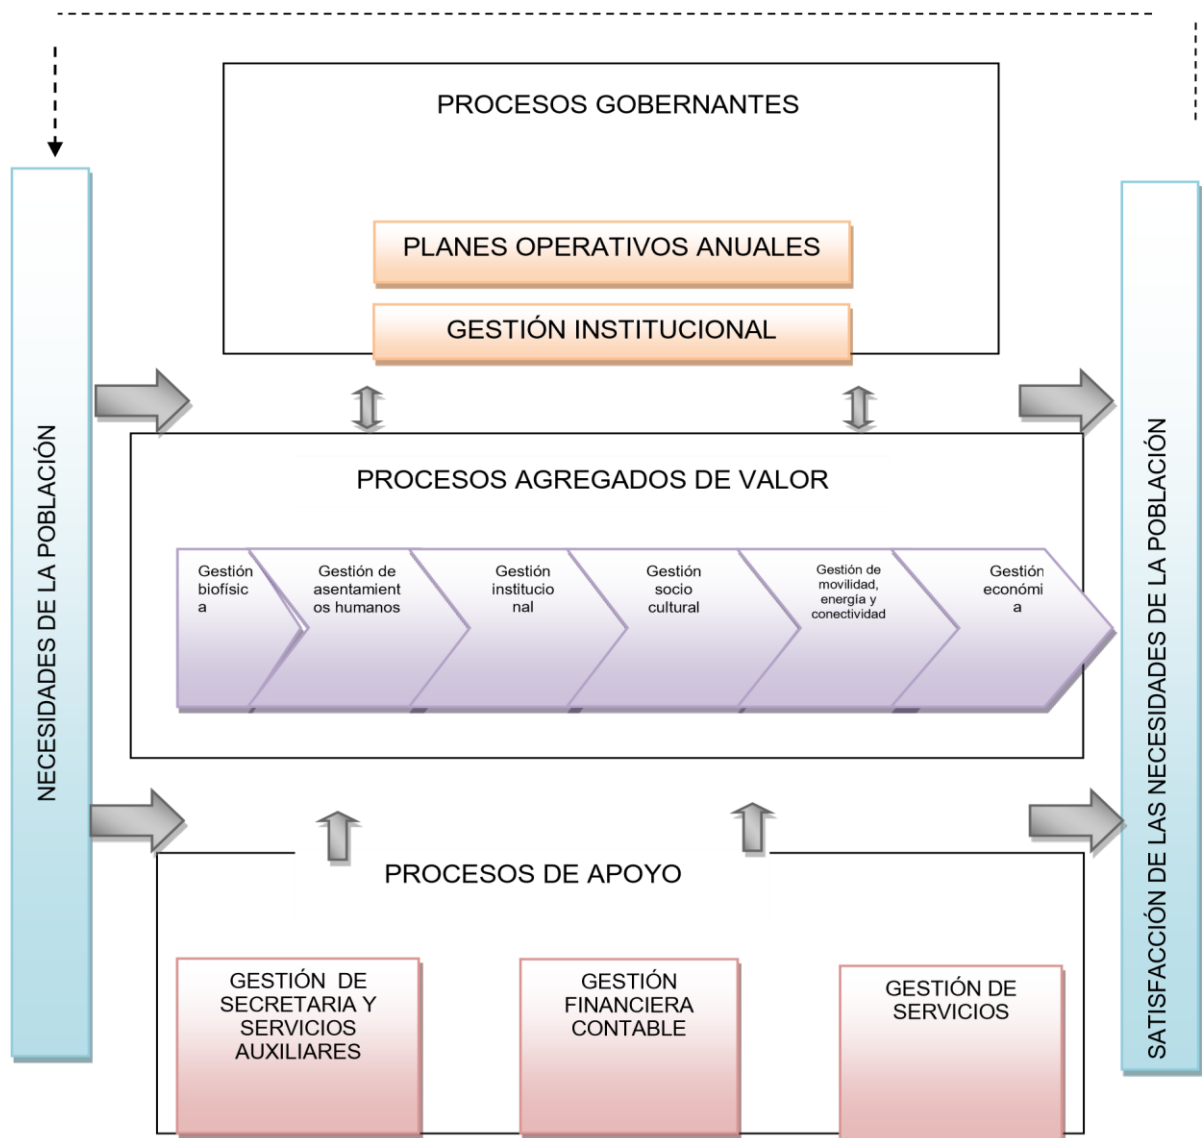 PROCESOS GOBERNANTES
PLANES OPERATIVOS ANUALES
GESTIÓN INSTITUCIONAL
NECESIDADES DE LA POBLACIÓN
SATISFACCIÓN DE LAS NECESIDADES DE LA POBLACIÓN
PROCESOS AGREGADOS DE VALOR
Gestión
biofísic
a
Gestión de
asentamient
os humanos
Gestión
institucio
nal
Gestión
socio
cultural
Gestión de
movilidad,
energía y
conectividad
Gestión
económi
a
PROCESOS DE APOYO
GESTIÓN DE
SECRETARIA Y
SERVICIOS
AUXILIARES
GESTIÓN
FINANCIERA
CONTABLE
GESTIÓN DE
SERVICIOS